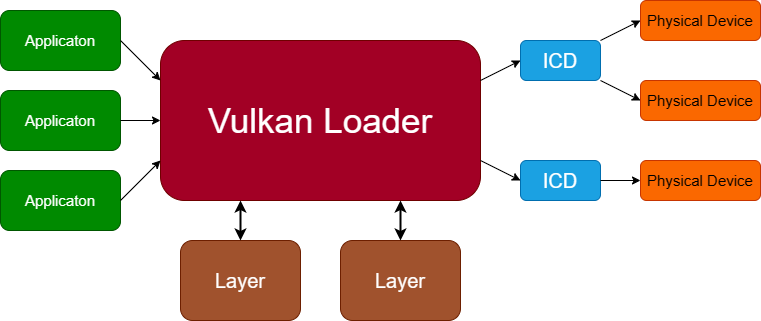 Applicaton
Applicaton
Applicaton
Vulkan Loader
Layer
Layer
ICD
ICD
Physical Device
Physical Device
Physical Device